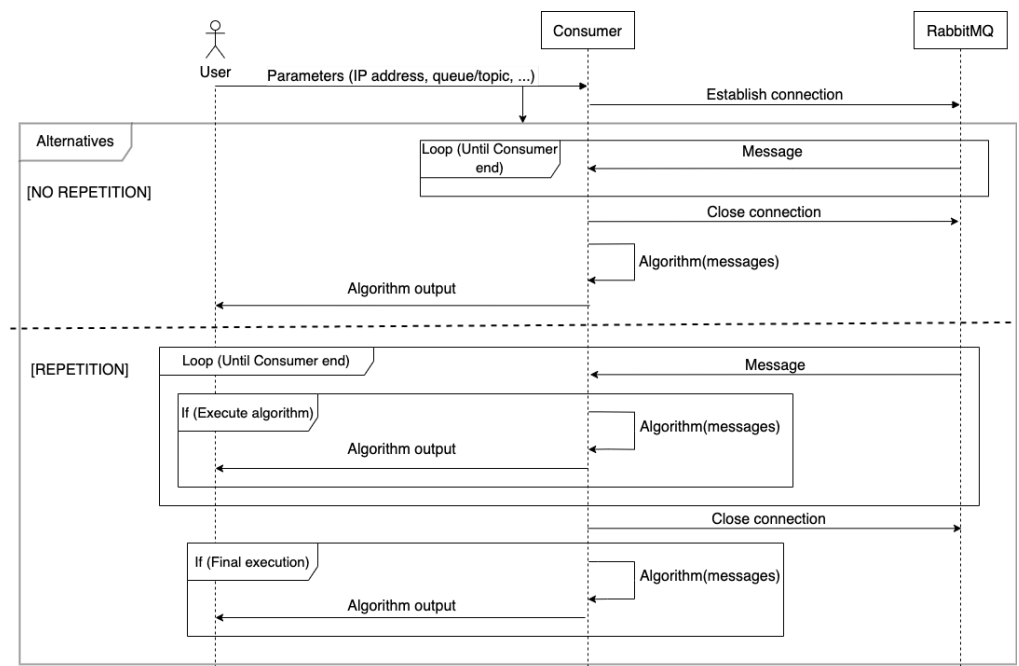 Consumer
RabbitMQ
User
Parameters (IP address, queue/topic, ...)
Establish connection
Alternatives
Loop (Until Consumer
end)
Message
[NO REPETITION]
Close connection
Algorithm(messages)
Algorithm output
[REPETITION]
Loop (Until Consumer end)
Message
If (Execute algorithm)
Algorithm(messages)
Algorithm output
Close connection
If (Final execution)
Algorithm(messages)
Algorithm output